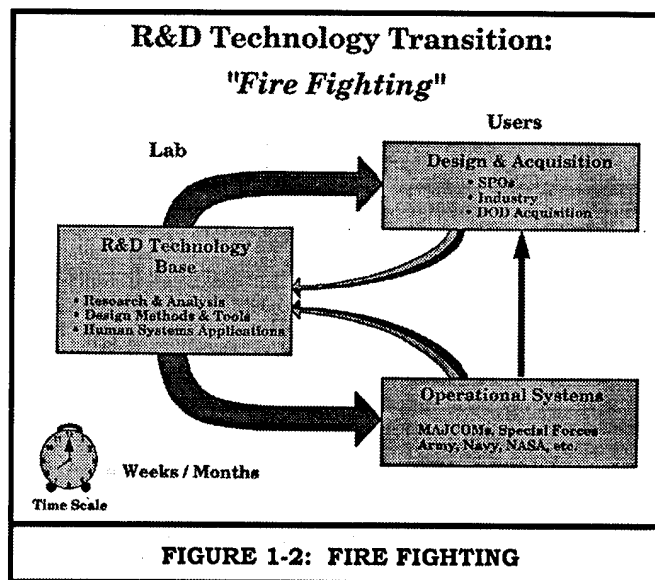 R&D Technology Transition:
"Fire Fighting"
Users
Lab
Design & Acquisition
• SPOs
• Industry
• DOD Acquisition
R&D Technology
Base
• Research & Analysis
• Design Methods & Tools
• Human Systems Applications
Operational Systems
MAJCOMs, Special Forces
Army, Navy, NASA, etc.
Weeks / Months
Time Scale
FIGURE 1-2: FIRE FIGHTING